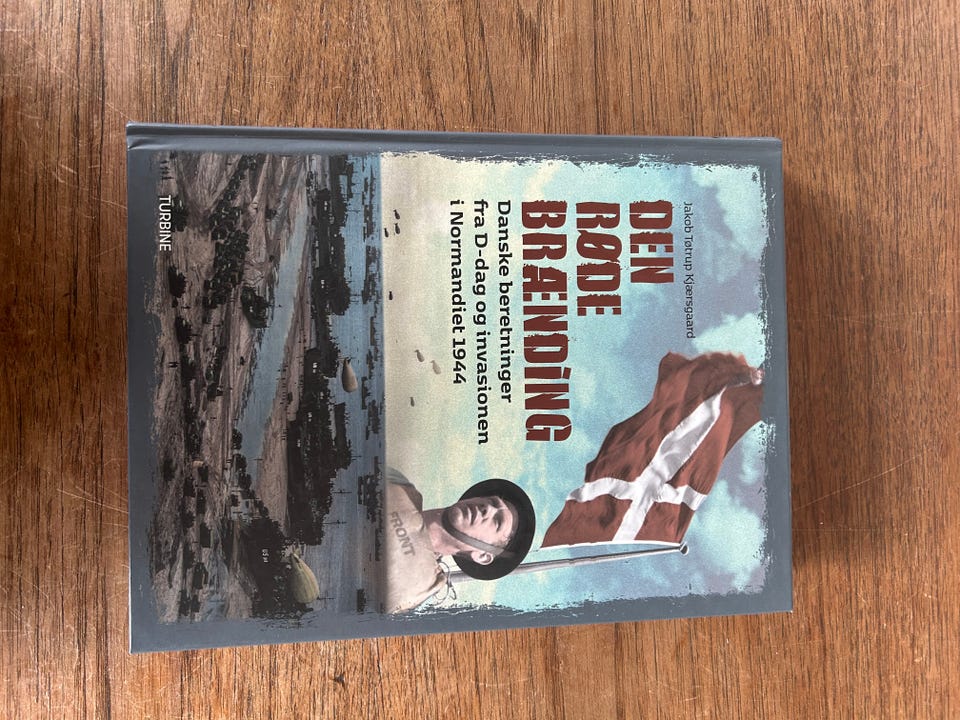 Jakob Tøtrup Kjærsgaard
DEN
RØDE
BRÆNDING
Danske beretninger
fra D-dag og invasionen
i Normandiet 1944
FRONT
TURBINE